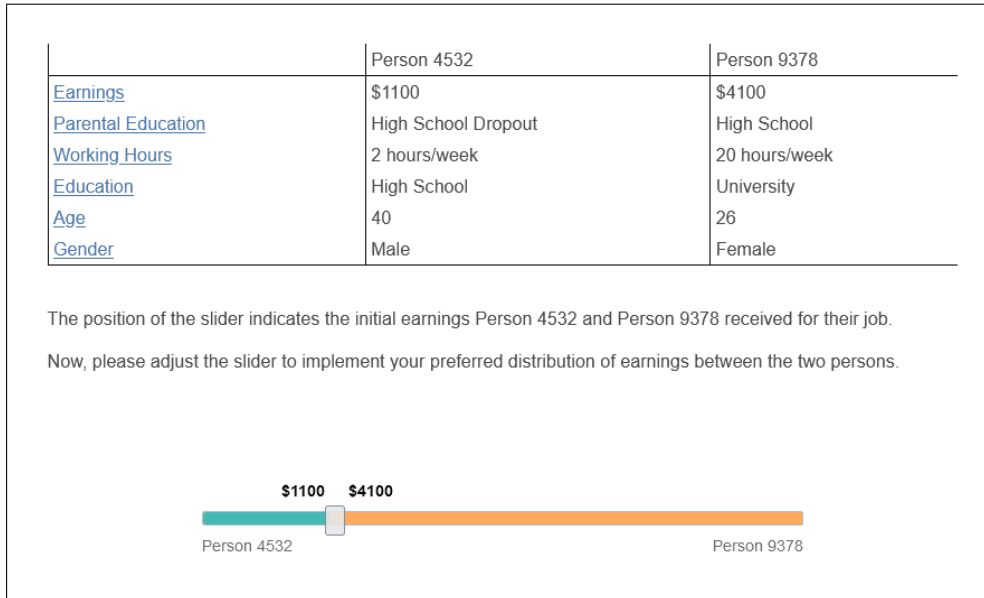 Person 4532 Person 9378
Earnings $1100 $4100
Parental Education High School Dropout High School
Working Hours 2 hours/week 20 hours/week
Education High School University
Age 40 26
Gender Male Female
The position of the slider indicates the initial earnings Person 4532 and Person 9378 received for their job.
Now, please adjust the slider to implement your preferred distribution of earnings between the two persons.
$1100 $4100
Person 4532 Person 9378